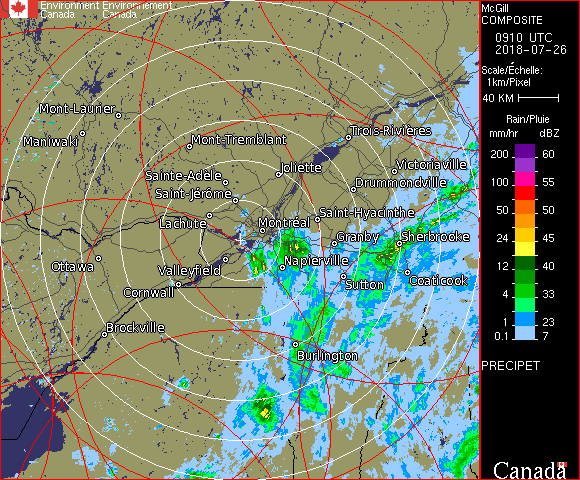 Environment Environnement
Canada Canada
McGill
COMPOSITE
0910 UTC
2018-07-26
Scale/Échelle:
1km/Pixel
40 KM
Rain/Pluie
mm/hr dBZ
200 60
150 57
100 55
50 50
24 45
12 40
4 33
1 23
0.1 7
PRECIPET
Mont-Laurier
Maniwaki
Mont-Tremblant
Trois-Rivières
Joliette
Victoriaville
Sainte-Adèle
Drummondville
Saint-Jérôme
Saint-Hyacinthe
Lachute
Montréal
Granby
Sherbrooke
Ottawa
Valleyfield
Napierville
Sutton
Coaticook
Cornwall
Brockville
Burlington
Canada